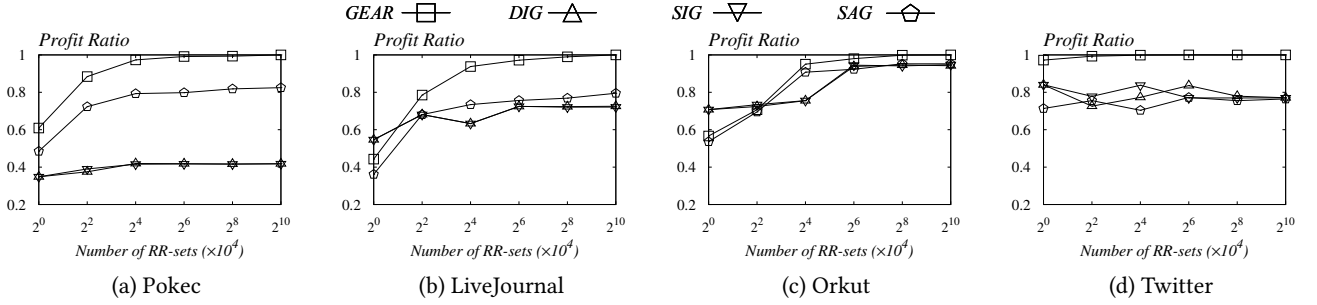 GEAR DIG SIG SAG
Profit Ratio
1
0.8
0.6
0.4
0.2
2^0 2^2 2^4 2^6 2^8 2^10
Number of RR-sets (×10^4)
(a) Pokec
Profit Ratio
1
0.8
0.6
0.4
0.2
2^0 2^2 2^4 2^6 2^8 2^10
Number of RR-sets (×10^4)
(b) LiveJournal
Profit Ratio
1
0.8
0.6
0.4
0.2
2^0 2^2 2^4 2^6 2^8 2^10
Number of RR-sets (×10^4)
(c) Orkut
Profit Ratio
1
0.8
0.6
0.4
0.2
2^0 2^2 2^4 2^6 2^8 2^10
Number of RR-sets (×10^4)
(d) Twitter